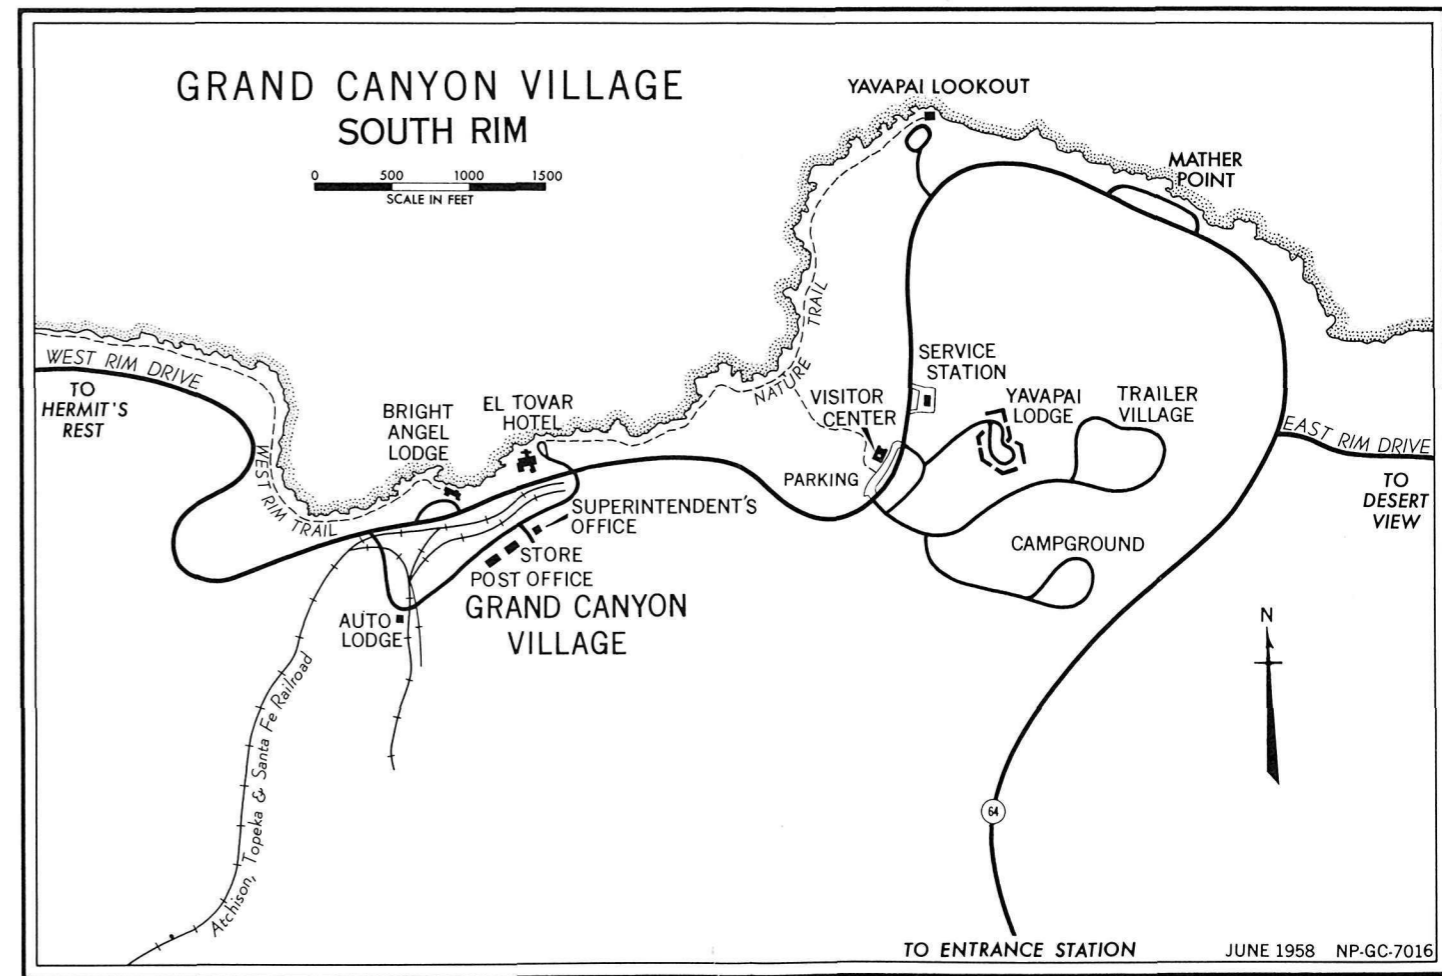 GRAND CANYON VILLAGE
SOUTH RIM
0 500 1000 1500
SCALE IN FEET
YAVAPAI LOOKOUT
MATHER
POINT
NATURE TRAIL
WEST RIM DRIVE
TO
HERMIT'S
REST
WEST RIM TRAIL
BRIGHT
ANGEL
LODGE
EL TOVAR
HOTEL
VISITOR
CENTER
SERVICE
STATION
YAVAPAI
LODGE
TRAILER
VILLAGE
EAST RIM DRIVE
TO
DESERT
VIEW
PARKING
SUPERINTENDENT'S
OFFICE
STORE
POST OFFICE
CAMPGROUND
GRAND CANYON
VILLAGE
AUTO
LODGE
N
Atchison, Topeka & Santa Fe Railroad
64
TO ENTRANCE STATION
JUNE 1958 NP-GC-7016